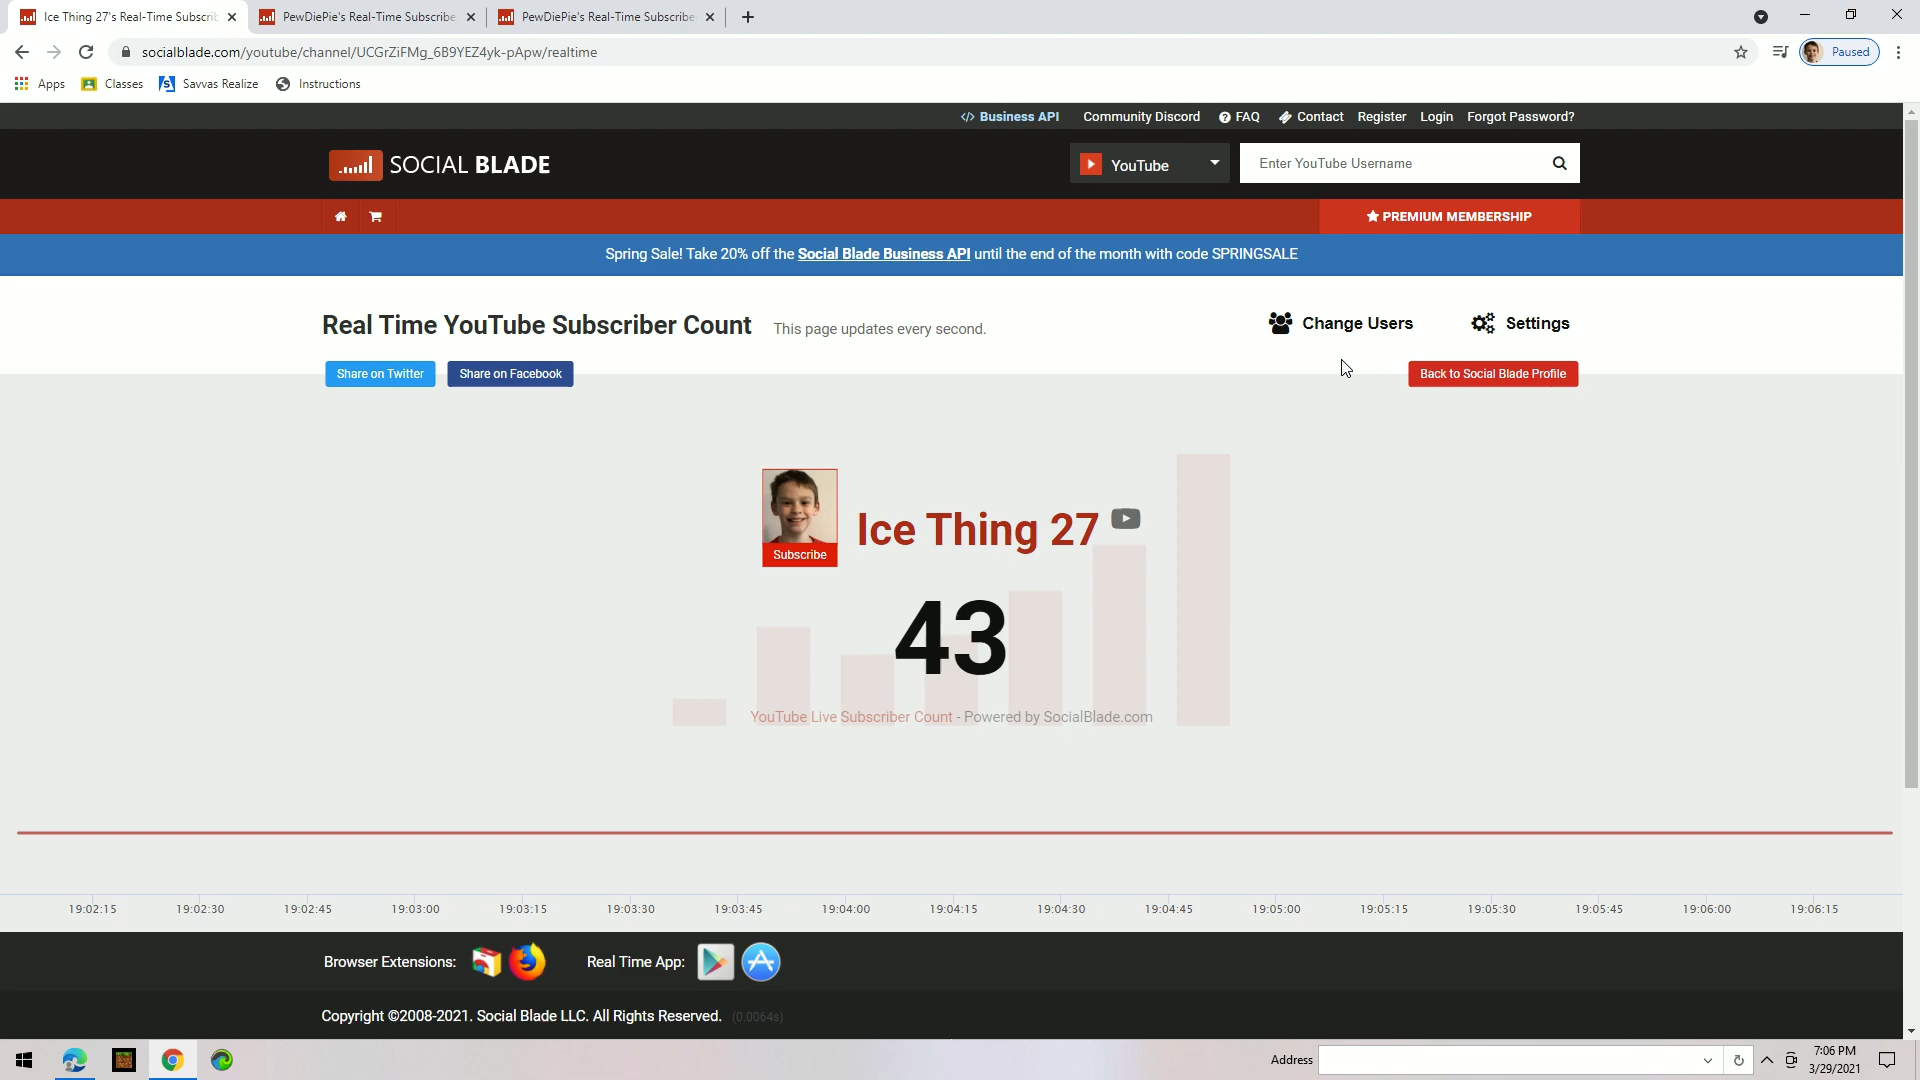 Ice Thing 27's Real-Time Subscrib
PewDiePie's Real-Time Subscribe
PewDiePie's Real-Time Subscribe
socialblade.com/youtube/channel/UCGrZiFMg_6B9YEZ4yk-pApw/realtime
Paused
Apps
Classes
Savvas Realize
Instructions
</> Business API
Community Discord
FAQ
Contact
Register
Login
Forgot Password?
SOCIAL BLADE
YouTube
Enter YouTube Username
PREMIUM MEMBERSHIP
Spring Sale! Take 20% off the Social Blade Business API until the end of the month with code SPRINGSALE
Real Time YouTube Subscriber Count
This page updates every second.
Change Users
Settings
Share on Twitter
Share on Facebook
Back to Social Blade Profile
Ice Thing 27
Subscribe
43
YouTube Live Subscriber Count - Powered by SocialBlade.com
19:02:15
19:02:30
19:02:45
19:03:00
19:03:15
19:03:30
19:03:45
19:04:00
19:04:15
19:04:30
19:04:45
19:05:00
19:05:15
19:05:30
19:05:45
19:06:00
19:06:15
Browser Extensions:
Real Time App:
Copyright ©2008-2021. Social Blade LLC. All Rights Reserved. (0.0064s)
Address
7:06 PM
3/29/2021